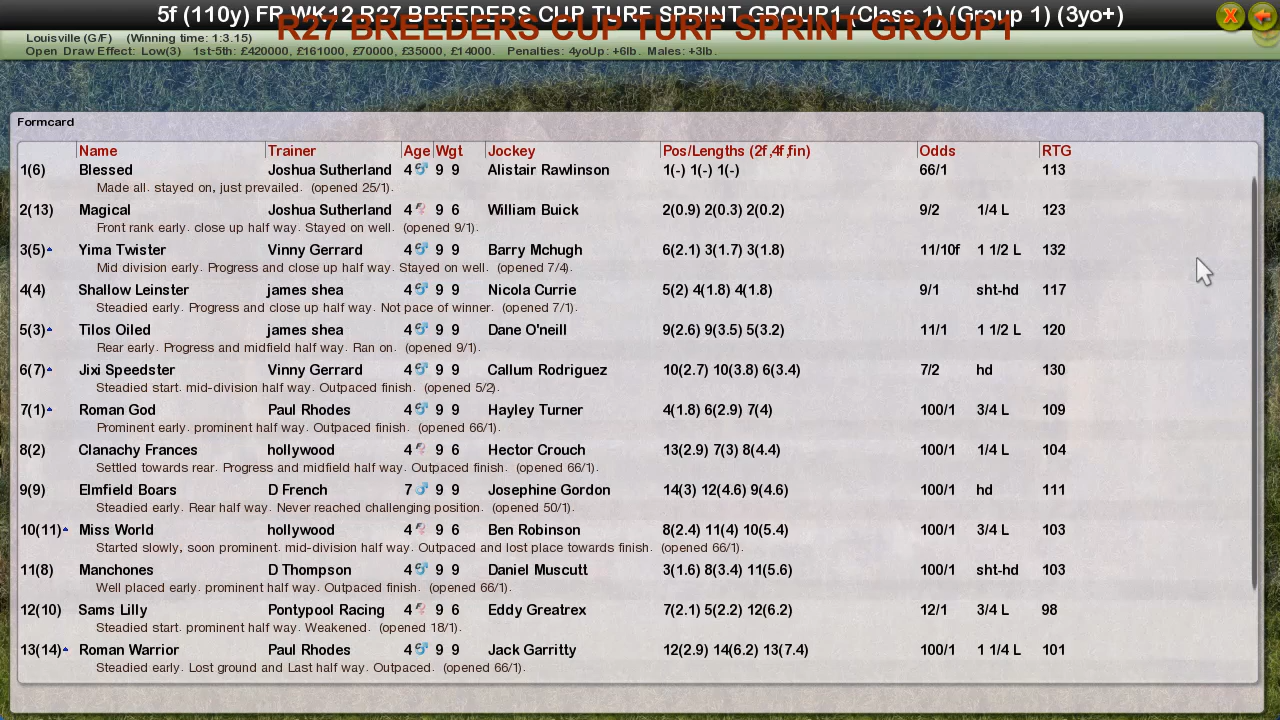 5f (110y) FR WK12 R27 BREEDERS CUP TURF SPRINT GROUP1 (Class 1) (Group 1) (3yo+)
R27 BREEDERS CUP TURF SPRINT GROUP1
Louisville (G/F) (Winning time: 1:3.15)
Open Draw Effect: Low(3) 1st-5th: £420000, £161000, £70000, £35000, £14000. Penalties: 4yoUp: +6lb. Males: +3lb.
Formcard
Name Trainer Age Wgt Jockey Pos/Lengths (2f,4f,fin) Odds RTG
1(6) Blessed Joshua Sutherland 4 9 9 Alistair Rawlinson 1(-) 1(-) 1(-) 66/1 113
Made all. stayed on, just prevailed. (opened 25/1).
2(13) Magical Joshua Sutherland 4 9 6 William Buick 2(0.9) 2(0.3) 2(0.2) 9/2 1/4 L 123
Front rank early. close up half way. Stayed on well. (opened 9/1).
3(5) Yima Twister Vinny Gerrard 4 9 9 Barry Mchugh 6(2.1) 3(1.7) 3(1.8) 11/10f 1 1/2 L 132
Mid division early. Progress and close up half way. Stayed on well. (opened 7/4).
4(4) Shallow Leinster james shea 4 9 9 Nicola Currie 5(2) 4(1.8) 4(1.8) 9/1 sht-hd 117
Steadied early. Progress and close up half way. Not pace of winner. (opened 7/1).
5(3) Tilos Oiled james shea 4 9 9 Dane O'neill 9(2.6) 9(3.5) 5(3.2) 11/1 1 1/2 L 120
Rear early. Progress and midfield half way. Ran on. (opened 9/1).
6(7) Jixi Speedster Vinny Gerrard 4 9 9 Callum Rodriguez 10(2.7) 10(3.8) 6(3.4) 7/2 hd 130
Steadied start. mid-division half way. Outpaced finish. (opened 5/2).
7(1) Roman God Paul Rhodes 4 9 9 Hayley Turner 4(1.8) 6(2.9) 7(4) 100/1 3/4 L 109
Prominent early. prominent half way. Outpaced finish. (opened 66/1).
8(2) Clanachy Frances hollywood 4 9 6 Hector Crouch 13(2.9) 7(3) 8(4.4) 100/1 1/4 L 104
Settled towards rear. Progress and midfield half way. Outpaced finish. (opened 66/1).
9(9) Elmfield Boars D French 7 9 9 Josephine Gordon 14(3) 12(4.6) 9(4.6) 100/1 hd 111
Steadied early. Rear half way. Never reached challenging position. (opened 50/1).
10(11) Miss World hollywood 4 9 6 Ben Robinson 8(2.4) 11(4) 10(5.4) 100/1 3/4 L 103
Started slowly, soon prominent. mid-division half way. Outpaced and lost place towards finish. (opened 66/1).
11(8) Manchones D Thompson 4 9 9 Daniel Muscutt 3(1.6) 8(3.4) 11(5.6) 100/1 sht-hd 103
Well placed early. prominent half way. Outpaced finish. (opened 66/1).
12(10) Sams Lilly Pontypool Racing 4 9 6 Eddy Greatrex 7(2.1) 5(2.2) 12(6.2) 12/1 3/4 L 98
Steadied start. prominent half way. Weakened. (opened 18/1).
13(14) Roman Warrior Paul Rhodes 4 9 9 Jack Garritty 12(2.9) 14(6.2) 13(7.4) 100/1 1 1/4 L 101
Steadied early. Lost ground and Last half way. Outpaced. (opened 66/1).